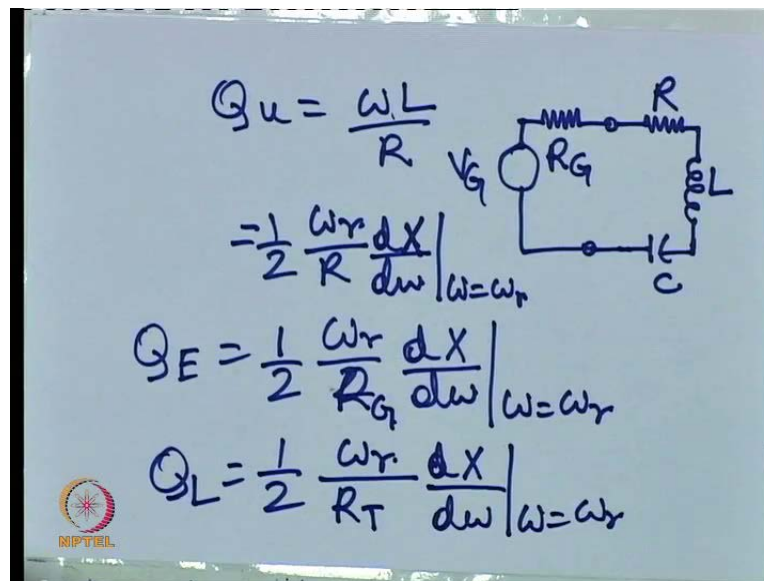 Qu = ωL / R
= 1/2 ωr/R dX/dω |ω=ωr
QE = 1/2 ωr/RG dX/dω |ω=ωr
QL = 1/2 ωr/RT dX/dω |ω=ωr
VG
RG
R
L
C
NPTEL